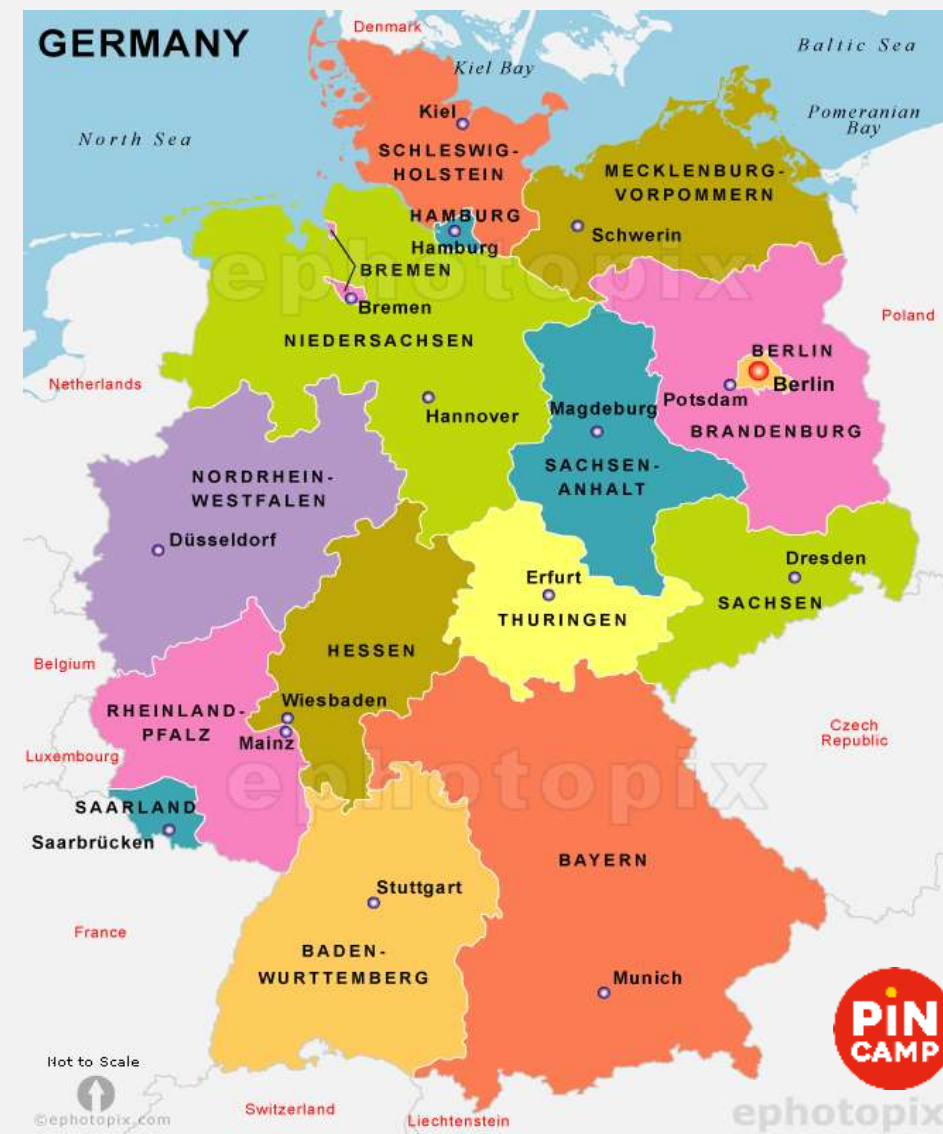 GERMANY
Denmark
Baltic Sea
Kiel Bay
North Sea
Pomeranian
Bay
Kiel
SCHLESWIG-
HOLSTEIN
MECKLENBURG-
VORPOMMERN
HAMBURG
Hamburg
Schwerin
BREMEN
ephotopix
Bremen
Poland
NIEDERSACHSEN
BERLIN
Berlin
Netherlands
Potsdam
Hannover
Magdeburg
BRANDENBURG
NORDRHEIN-
WESTFALEN
SACHSEN-
ANHALT
Düsseldorf
Dresden
Erfurt
SACHSEN
THURINGEN
HESSEN
Belgium
Wiesbaden
RHEINLAND-
PFALZ
Mainz
Czech
Republic
Luxembourg
ephotopix
SAARLAND
Saarbrücken
BAYERN
Stuttgart
France
BADEN-
WURTTEMBERG
Munich
PiN
CAMP
Not to Scale
©ephotopix.com
Switzerland
Liechtenstein
ephotopix